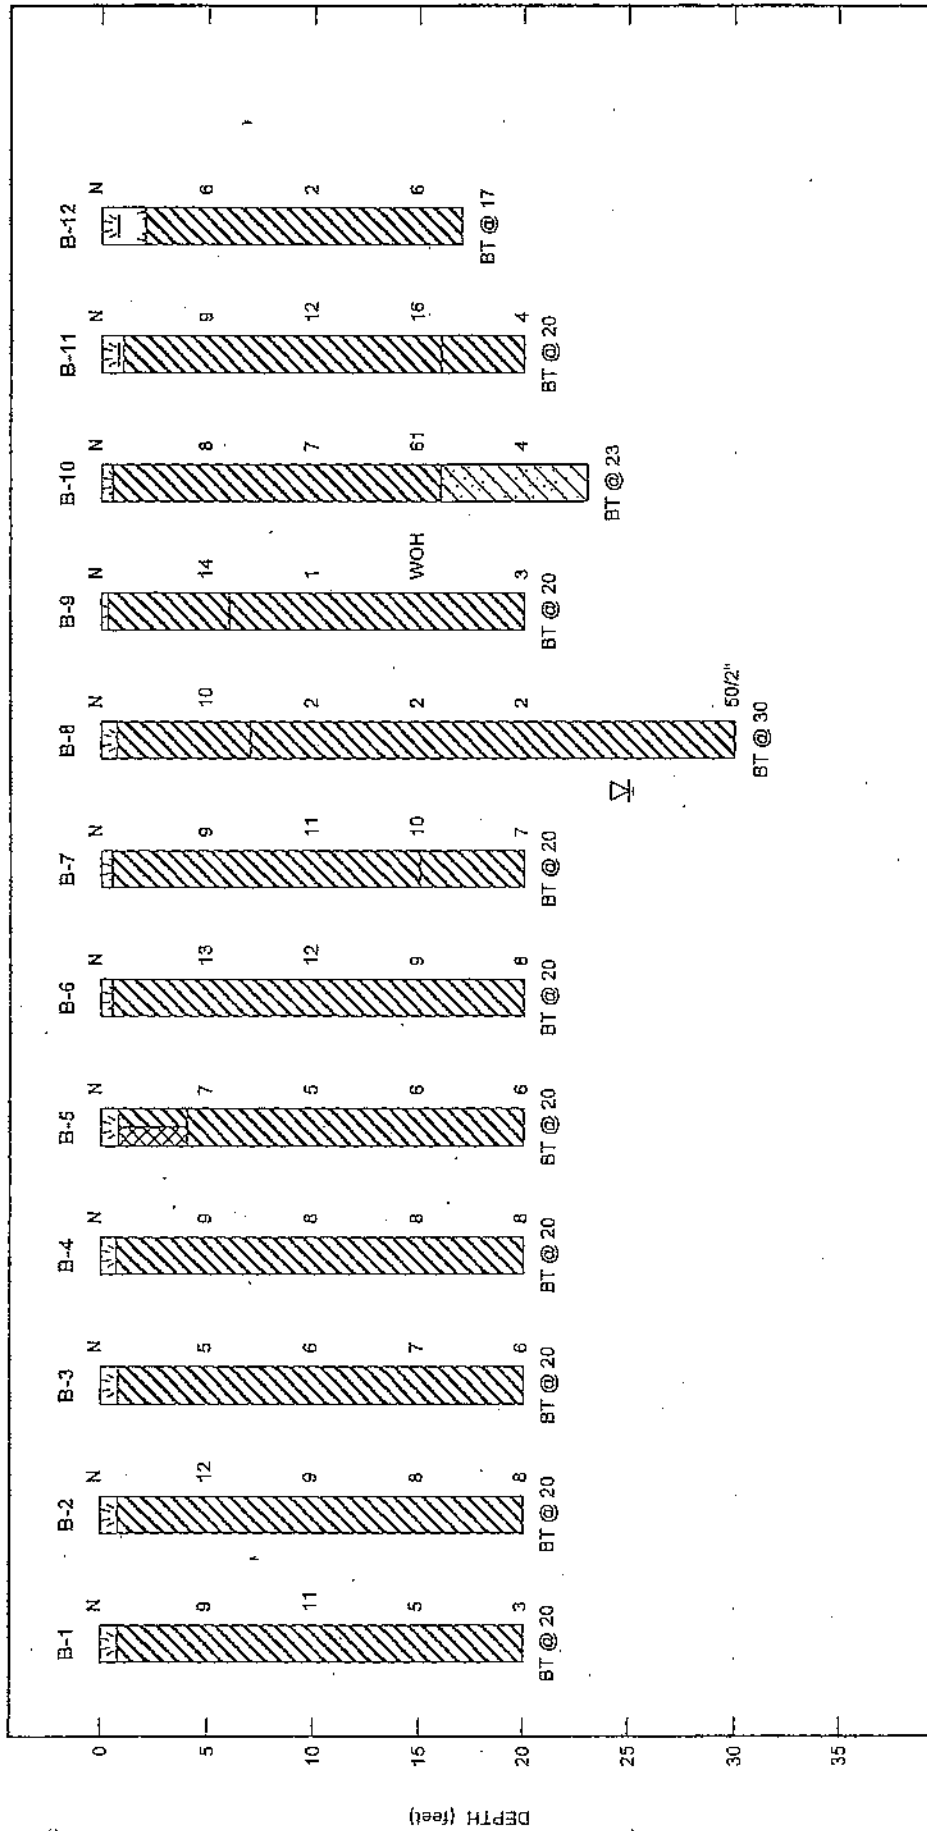 B-1 B-2 B-3 B-4 B-5 B-6 B-7 B-8 B-9 B-10 B-11 B-12
0 N N N N N N N N N N N N
5 9 12 5 9 7 13 9 10 14 8 9 6
10 11 9 6 8 5 12 11 2 1 7 12 2
15 5 8 7 8 6 9 10 2 WOH 61 16 6
BT @ 17
20 3 8 6 8 6 8 7 2 3 4 4
BT @ 20 BT @ 20 BT @ 20 BT @ 20 BT @ 20 BT @ 20 BT @ 20 BT @ 20 BT @ 20
BT @ 23
25
30 50/2"
BT @ 30
35
DEPTH (feet)